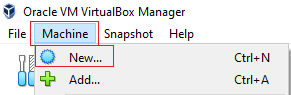 Oracle VM VirtualBox Manager
File Machine Snapshot Help
New... Ctrl+N
Add... Ctrl+A